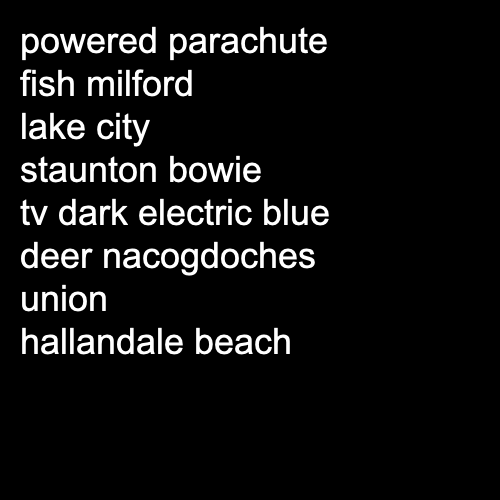 powered parachute
fish milford
lake city
staunton bowie
tv dark electric blue
deer nacogdoches
union
hallandale beach